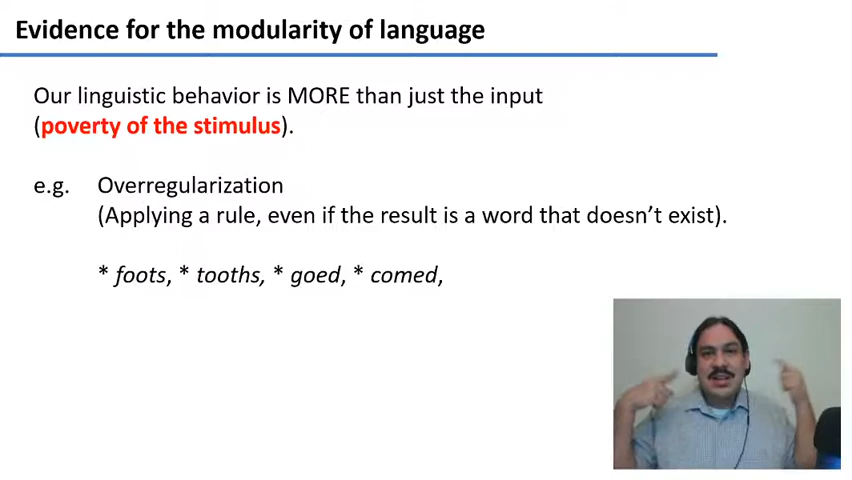 Evidence for the modularity of language
Our linguistic behavior is MORE than just the input
(poverty of the stimulus).
e.g. Overregularization
(Applying a rule, even if the result is a word that doesn’t exist).
* foots, * tooths, * goed, * comed,